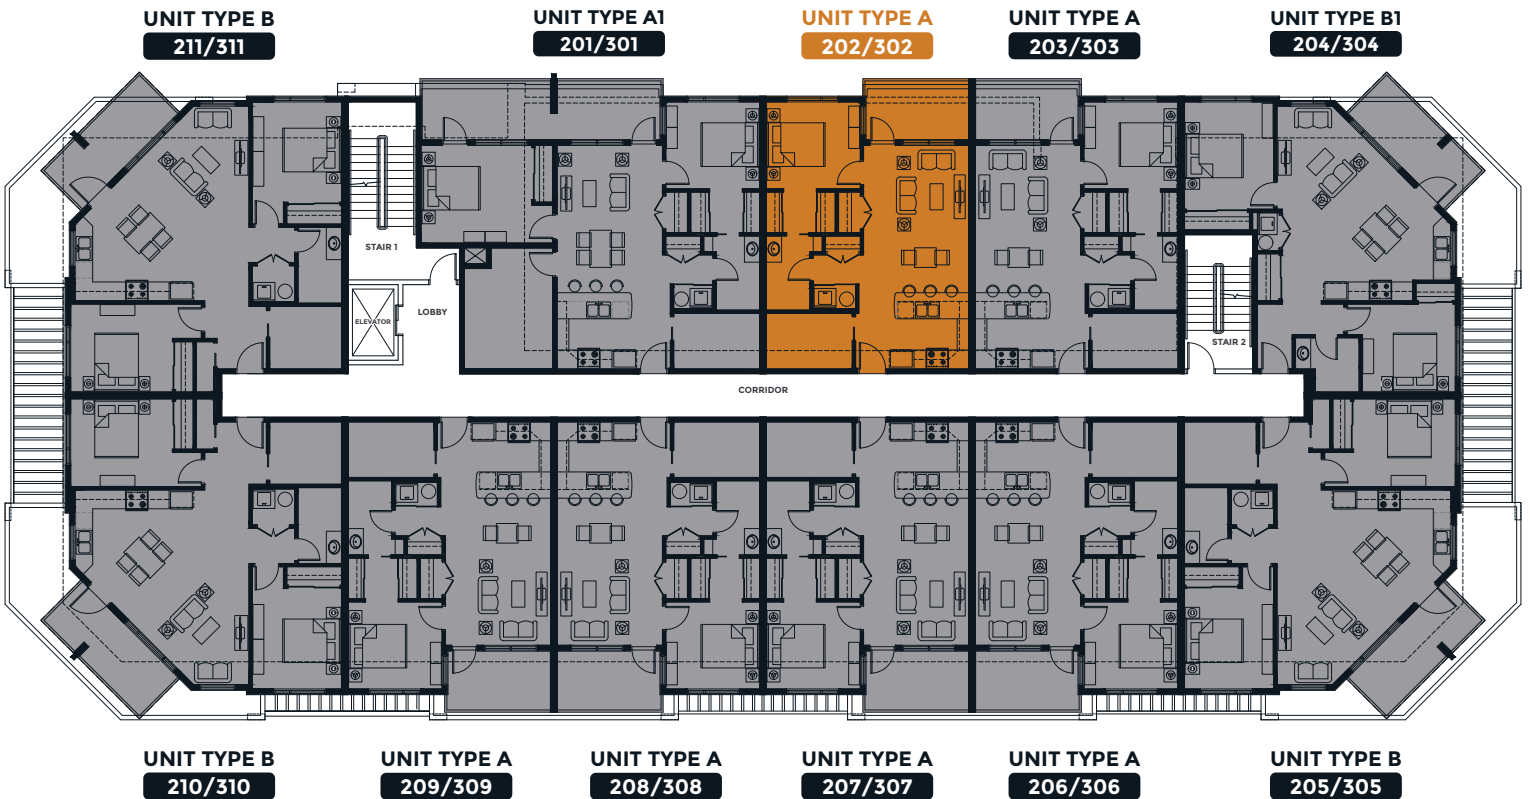 UNIT TYPE B
211/311
UNIT TYPE A1
201/301
UNIT TYPE A
202/302
UNIT TYPE A
203/303
UNIT TYPE B1
204/304
STAIR 1
LOBBY
ELEVATOR
STAIR 2
CORRIDOR
UNIT TYPE B
210/310
UNIT TYPE A
209/309
UNIT TYPE A
208/308
UNIT TYPE A
207/307
UNIT TYPE A
206/306
UNIT TYPE B
205/305